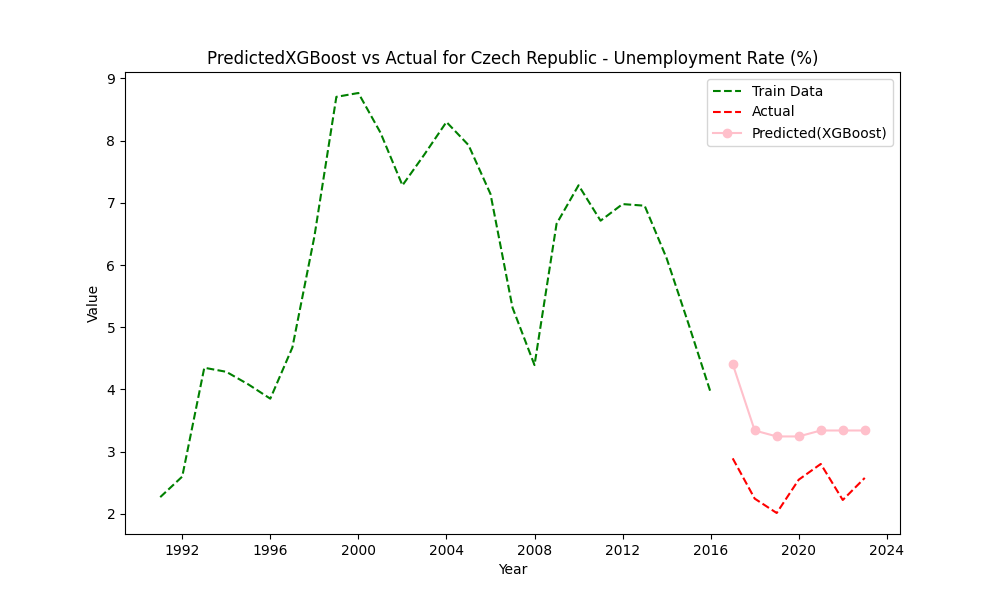 PredictedXGBoost vs Actual for Czech Republic - Unemployment Rate (%)
Train Data
Actual
Predicted(XGBoost)
Value
9
8
7
6
5
4
3
2
1992 1996 2000 2004 2008 2012 2016 2020 2024
Year